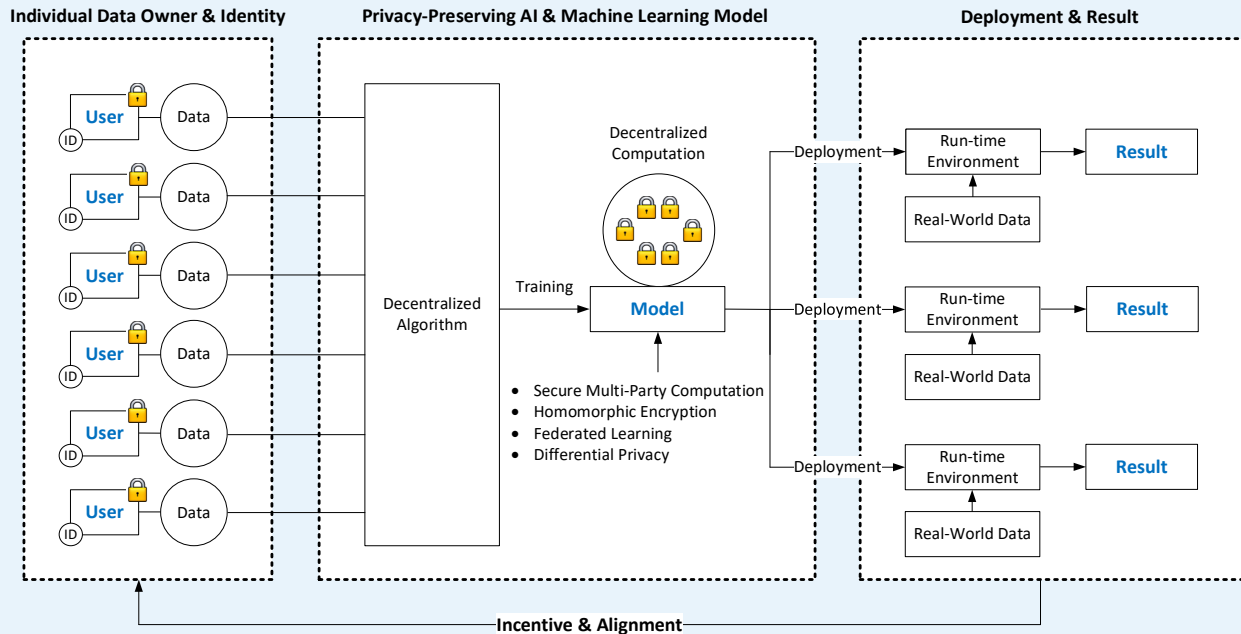 Individual Data Owner & Identity
User
ID
Data
User
ID
Data
User
ID
Data
User
ID
Data
User
ID
Data
User
ID
Data
Privacy-Preserving AI & Machine Learning Model
Decentralized
Algorithm
Training
Decentralized
Computation
Model
• Secure Multi-Party Computation
• Homomorphic Encryption
• Federated Learning
• Differential Privacy
Deployment & Result
Deployment
Run-time
Environment
Result
Real-World Data
Deployment
Run-time
Environment
Result
Real-World Data
Deployment
Run-time
Environment
Result
Real-World Data
Incentive & Alignment